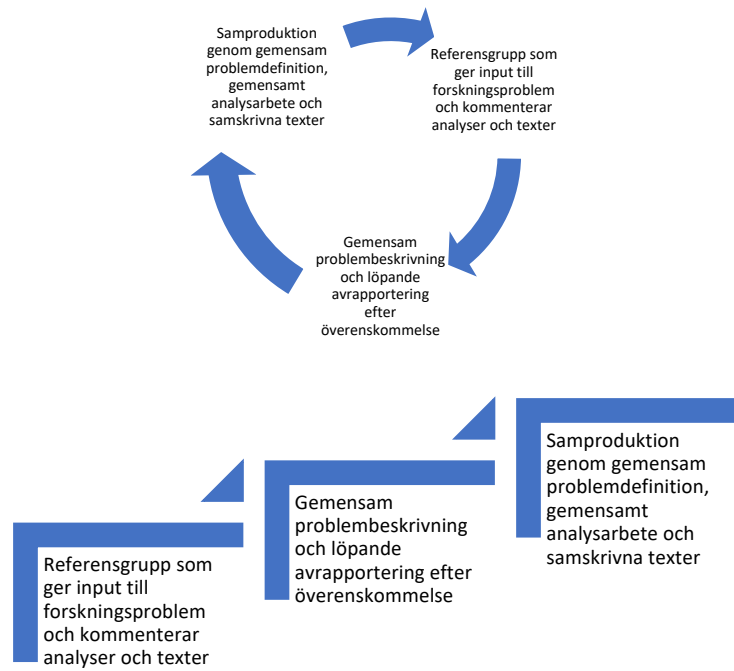 Samproduktion
genom gemensam
problemdefinition,
gemensamt
analysarbete och
samskrivna texter
Referensgrupp som
ger input till
forskningsproblem
och kommenterar
analyser och texter
Gemensam
problembeskrivning
och löpande
avrapportering
efter
överenskommelse
Referensgrupp som
ger input till
forskningsproblem
och kommenterar
analyser och texter
Gemensam
problembeskrivning
och löpande
avrapportering efter
överenskommelse
Samproduktion
genom gemensam
problemdefinition,
gemensamt
analysarbete och
samskrivna texter